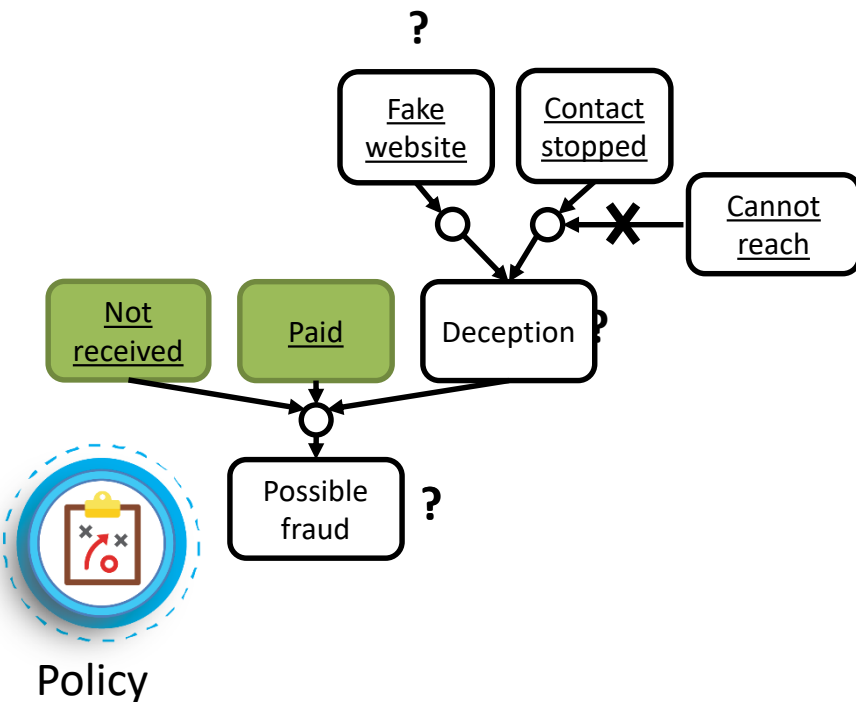 ?
Fake
website
Contact
stopped
Cannot
reach
Not
received
Paid
Deception ?
Possible
fraud
?
Policy